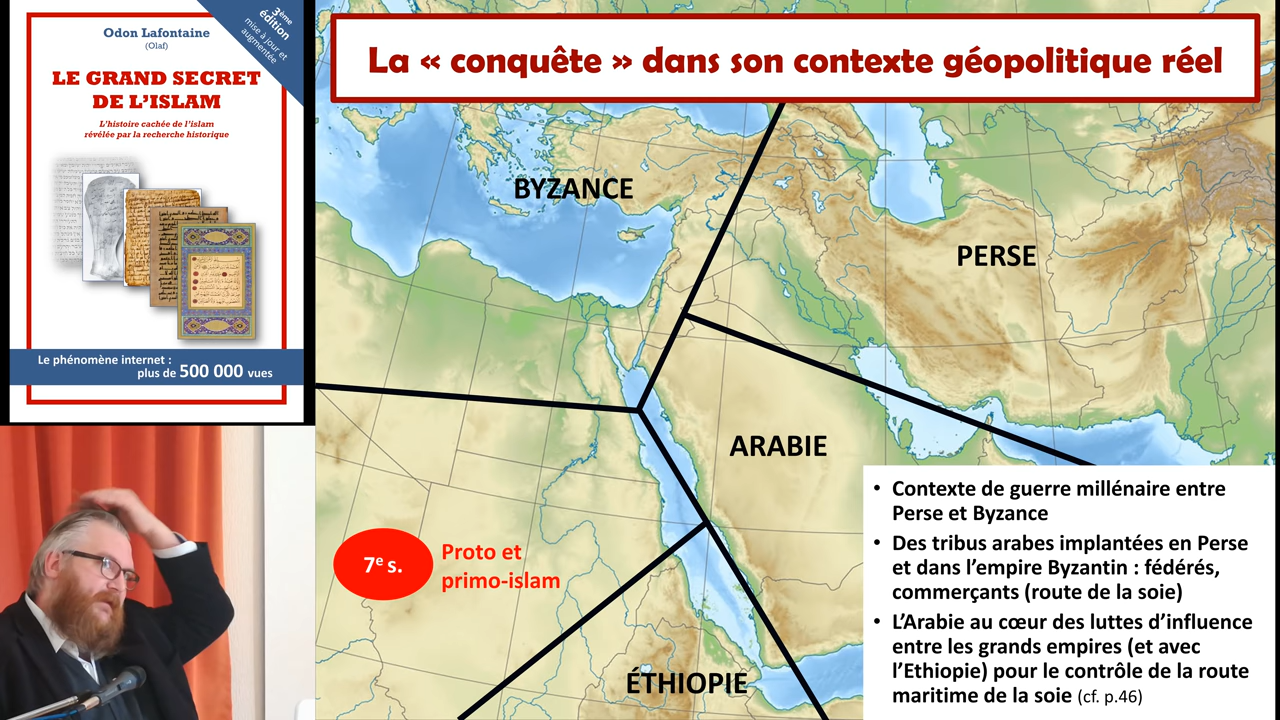 3ème
édition
mise à jour et
augmentée
Odon Lafontaine
(Olaf)
LE GRAND SECRET
DE L'ISLAM
L'histoire cachée de l'islam
révélée par la recherche historique
Le phénomène internet :
plus de 500 000 vues
La « conquête » dans son contexte géopolitique réel
BYZANCE
PERSE
ARABIE
ÉTHIOPIE
7e s.
Proto et
primo-islam
• Contexte de guerre millénaire entre
Perse et Byzance
• Des tribus arabes implantées en Perse
et dans l'empire Byzantin : fédérés,
commerçants (route de la soie)
• L'Arabie au cœur des luttes d'influence
entre les grands empires (et avec
l'Ethiopie) pour le contrôle de la route
maritime de la soie (cf. p.46)